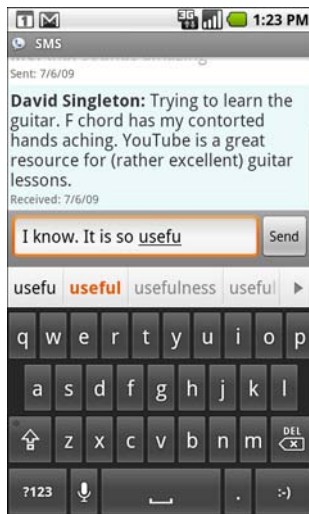 1 3G 1:23 PM
SMS
Sent: 7/6/09
David Singleton: Trying to learn the
guitar. F chord has my contorted
hands aching. YouTube is a great
resource for (rather excellent) guitar
lessons.
Received: 7/6/09
I know. It is so usefu Send
usefu useful usefulness useful
q w e r t y u i o p
a s d f g h j k l
z x c v b n m DEL
?123 . :-)